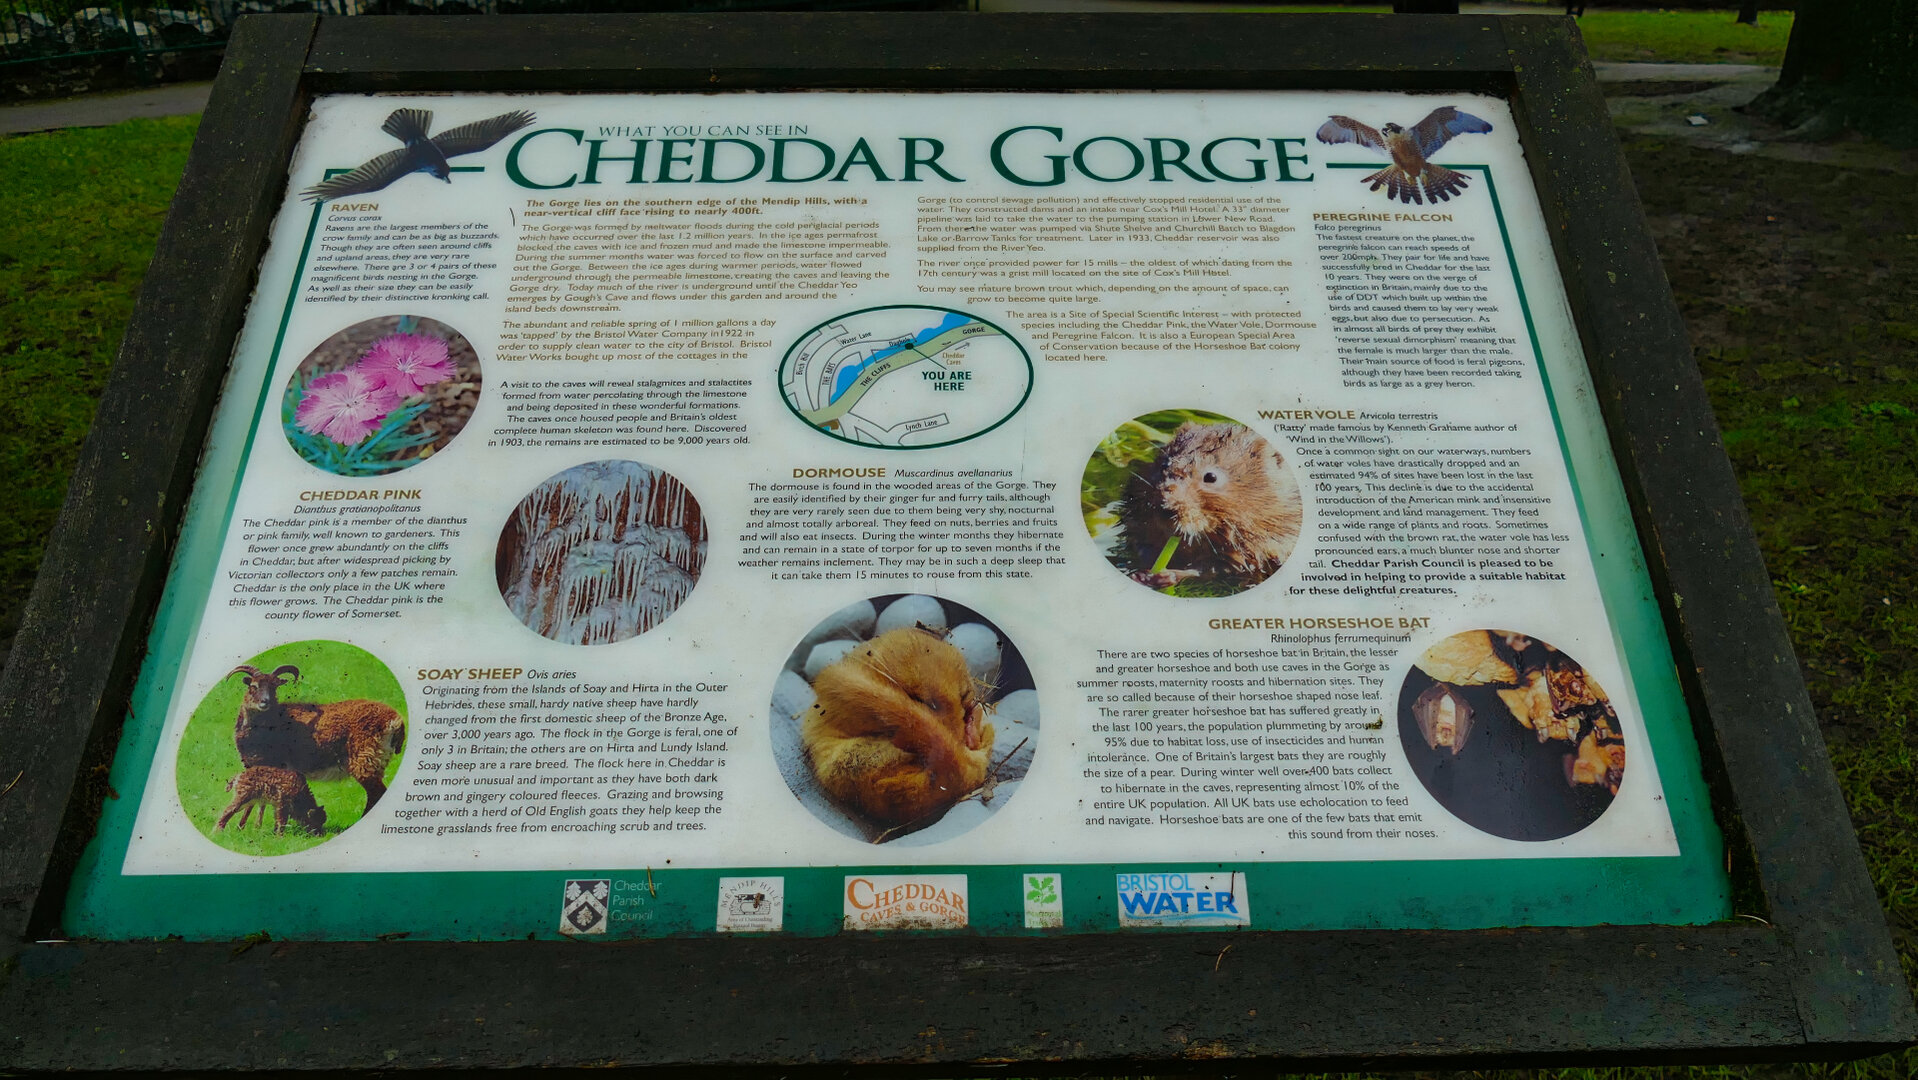 WHAT YOU CAN SEE IN
CHEDDAR GORGE
RAVEN
Corvus corax
Ravens are the largest members of the
crow family and can be as big as buzzards.
Though they are often seen around cliffs
and upland areas, they are very rare
elsewhere. There are 3 or 4 pairs of these
magnificent birds nesting in the Gorge.
As well as their size they can be easily
identified by their distinctive kronking call.
The Gorge lies on the southern edge of the Mendip Hills, with a
near-vertical cliff face rising to nearly 400ft.
The Gorge was formed by meltwater floods during the cold periglacial periods
which have occurred over the last 1.2 million years. In the ice ages permafrost
blocked the caves with ice and frozen mud and made the limestone impermeable.
During the summer months water was forced to flow on the surface and carved
out the Gorge. Between the ice ages during warmer periods, water flowed
underground through the permeable limestone, creating the caves and leaving the
Gorge dry. Today much of the river is underground until the Cheddar Yeo
emerges by Gough's Cave and flows under this garden and around the
island beds downstream.
The abundant and reliable spring of 1 million gallons a day
was 'tapped' by the Bristol Water Company in1922 in
order to supply clean water to the city of Bristol. Bristol
Water Works bought up most of the cottages in the
Gorge (to control sewage pollution) and effectively stopped residential use of the
water. They constructed dams and an intake near Cox's Mill Hotel. A 33" diameter
pipeline was laid to take the water to the pumping station in Lower New Road.
From there the water was pumped via Shute Shelve and Churchill Batch to Blagdon
Lake or Barrow Tanks for treatment. Later in 1933, Cheddar reservoir was also
supplied from the River Yeo.
The river once provided power for 15 mills – the oldest of which dating from the
17th century was a grist mill located on the site of Cox's Mill Hotel.
You may see mature brown trout which, depending on the amount of space, can
grow to become quite large.
The area is a Site of Special Scientific Interest – with protected
species including the Cheddar Pink, the Water Vole, Dormouse
and Peregrine Falcon. It is also a European Special Area
of Conservation because of the Horseshoe Bat colony
located here.
A visit to the caves will reveal stalagmites and stalactites
formed from water percolating through the limestone
and being deposited in these wonderful formations.
The caves once housed people and Britain's oldest
complete human skeleton was found here. Discovered
in 1903, the remains are estimated to be 9,000 years old.
Birch Hill
THE BAYS
Water Lane
Daghole
GORGE
THE CLIFFS
Cheddar
Caves
YOU ARE
HERE
Lynch Lane
PEREGRINE FALCON
Falco peregrinus
The fastest creature on the planet, the
peregrine falcon can reach speeds of
over 200mph. They pair for life and have
successfully bred in Cheddar for the last
10 years. They were on the verge of
extinction in Britain, mainly due to the
use of DDT which built up within the
birds and caused them to lay very weak
eggs, but also due to persecution. As
in almost all birds of prey they exhibit
'reverse sexual dimorphism' meaning that
the female is much larger than the male.
Their main source of food is feral pigeons,
although they have been recorded taking
birds as large as a grey heron.
CHEDDAR PINK
Dianthus gratianopolitanus
The Cheddar pink is a member of the dianthus
or pink family, well known to gardeners. This
flower once grew abundantly on the cliffs
in Cheddar, but after widespread picking by
Victorian collectors only a few patches remain.
Cheddar is the only place in the UK where
this flower grows. The Cheddar pink is the
county flower of Somerset.
DORMOUSE Muscardinus avellanarius
The dormouse is found in the wooded areas of the Gorge. They
are easily identified by their ginger fur and furry tails, although
they are very rarely seen due to them being very shy, nocturnal
and almost totally arboreal. They feed on nuts, berries and fruits
and will also eat insects. During the winter months they hibernate
and can remain in a state of torpor for up to seven months if the
weather remains inclement. They may be in such a deep sleep that
it can take them 15 minutes to rouse from this state.
WATER VOLE Arvicola terrestris
('Ratty' made famous by Kenneth Grahame author of
'Wind in the Willows').
Once a common sight on our waterways, numbers
of water voles have drastically dropped and an
estimated 94% of sites have been lost in the last
100 years. This decline is due to the accidental
introduction of the American mink and insensitive
development and land management. They feed
on a wide range of plants and roots. Sometimes
confused with the brown rat, the water vole has less
pronounced ears, a much blunter nose and shorter
tail. Cheddar Parish Council is pleased to be
involved in helping to provide a suitable habitat
for these delightful creatures.
SOAY SHEEP Ovis aries
Originating from the Islands of Soay and Hirta in the Outer
Hebrides, these small, hardy native sheep have hardly
changed from the first domestic sheep of the Bronze Age,
over 3,000 years ago. The flock in the Gorge is feral, one of
only 3 in Britain; the others are on Hirta and Lundy Island.
Soay sheep are a rare breed. The flock here in Cheddar is
even more unusual and important as they have both dark
brown and gingery coloured fleeces. Grazing and browsing
together with a herd of Old English goats they help keep the
limestone grasslands free from encroaching scrub and trees.
GREATER HORSESHOE BAT
Rhinolophus ferrumequinum
There are two species of horseshoe bat in Britain, the lesser
and greater horseshoe and both use caves in the Gorge as
summer roosts, maternity roosts and hibernation sites. They
are so called because of their horseshoe shaped nose leaf.
The rarer greater horseshoe bat has suffered greatly in
the last 100 years, the population plummeting by around
95% due to habitat loss, use of insecticides and human
intolerance. One of Britain's largest bats they are roughly
the size of a pear. During winter well over 400 bats collect
to hibernate in the caves, representing almost 10% of the
entire UK population. All UK bats use echolocation to feed
and navigate. Horseshoe bats are one of the few bats that emit
this sound from their noses.
Cheddar
Parish
Council
MENDIP HILLS
CHEDDAR
CAVES & GORGE
BRISTOL
WATER